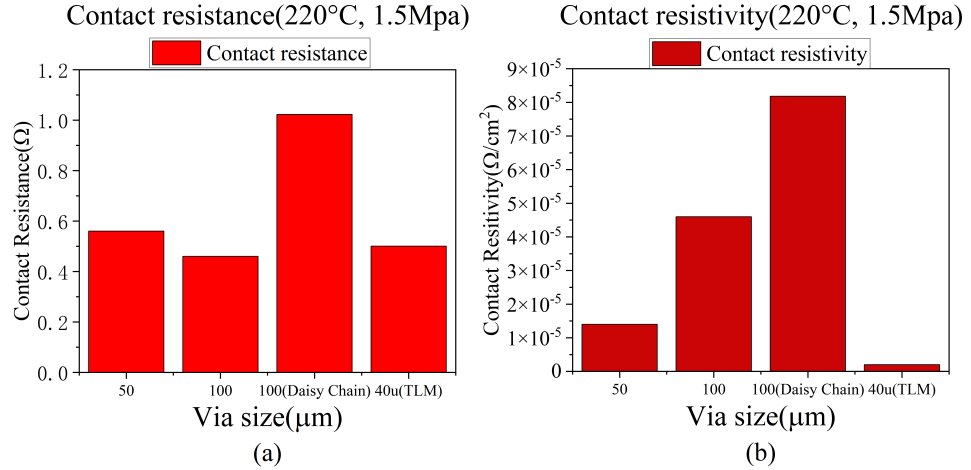 Contact resistance(220°C, 1.5Mpa)
Contact resistance
1.2
1.0
0.8
0.6
0.4
0.2
0.0
Contact Resistance(Ω)
50
100
100(Daisy Chain)
40u(TLM)
Via size(μm)
(a)
Contact resistivity(220°C, 1.5Mpa)
Contact resistivity
9×10⁻⁵
8×10⁻⁵
7×10⁻⁵
6×10⁻⁵
5×10⁻⁵
4×10⁻⁵
3×10⁻⁵
2×10⁻⁵
1×10⁻⁵
0
Contact Resitivity(Ω/cm²)
50
100
100(Daisy Chain)
40u(TLM)
Via size(μm)
(b)